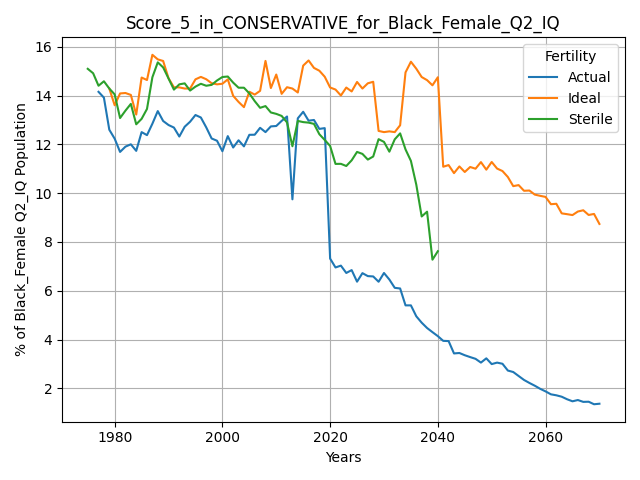 Score_5_in_CONSERVATIVE_for_Black_Female_Q2_IQ
% of Black_Female Q2_IQ Population
16
14
12
10
8
6
4
2
Fertility
Actual
Ideal
Sterile
1980
2000
2020
2040
2060
Years